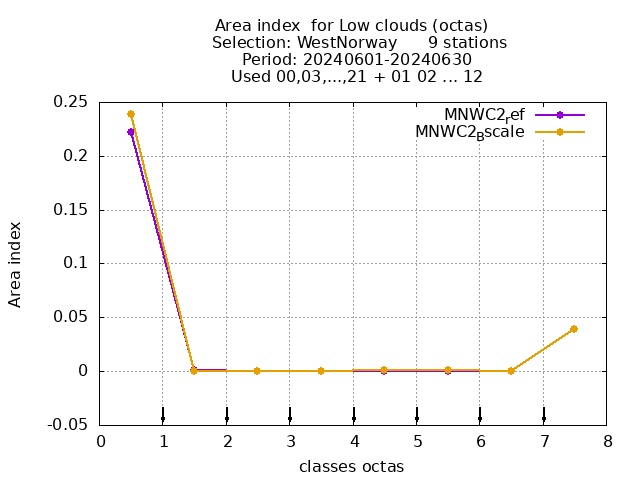 Area index  for Low clouds (octas)
Selection: WestNorway      9 stations
Period: 20240601-20240630
Used 00,03,...,21 + 01 02 ... 12
MNWC2ref
MNWC2Bscale
0.25
0.2
0.15
0.1
0.05
0
-0.05
Area index
0 1 2 3 4 5 6 7 8
classes octas